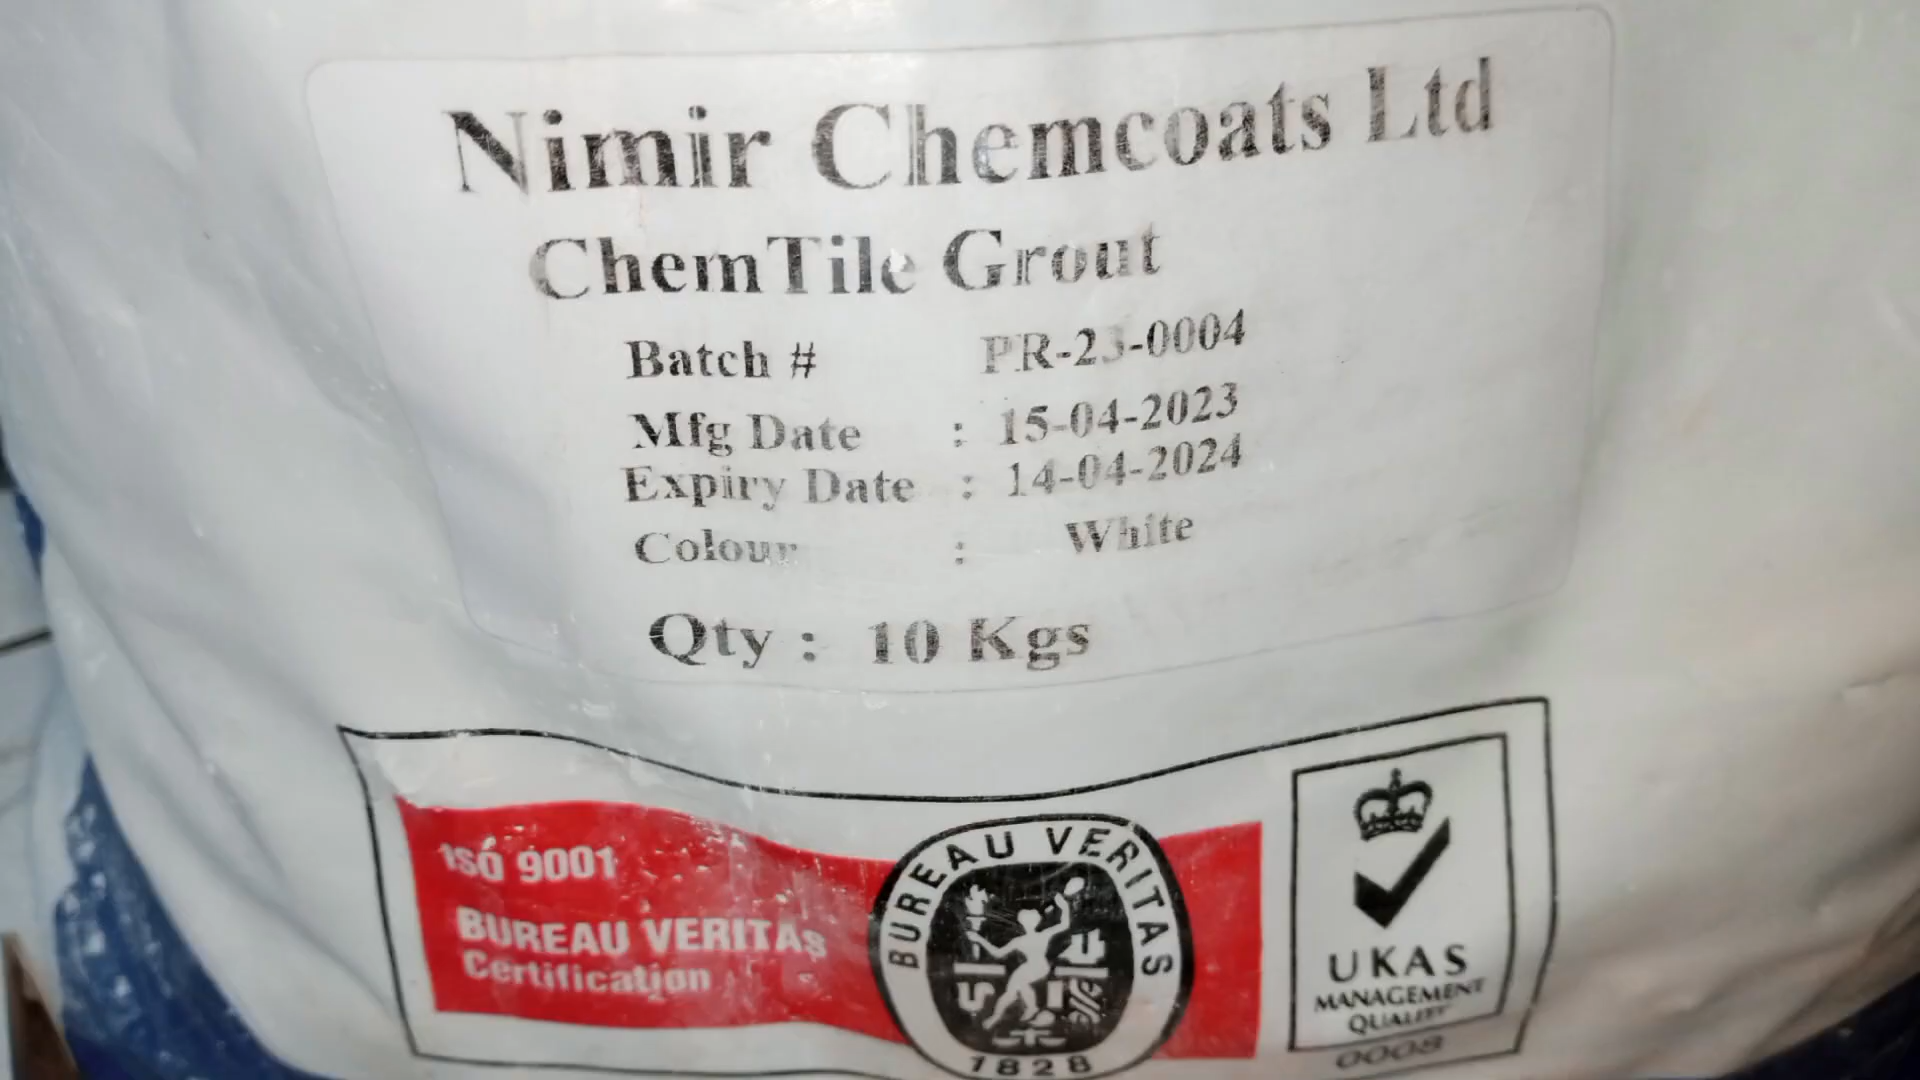 Nimir Chemcoats Ltd
ChemTile Grout
Batch # PR-23-0004
Mfg Date : 15-04-2023
Expiry Date : 14-04-2024
Colour : White
Qty : 10 Kgs
ISO 9001
BUREAU VERITAS
Certification
BUREAU VERITAS
1828
UKAS
MANAGEMENT
QUALITY
0008